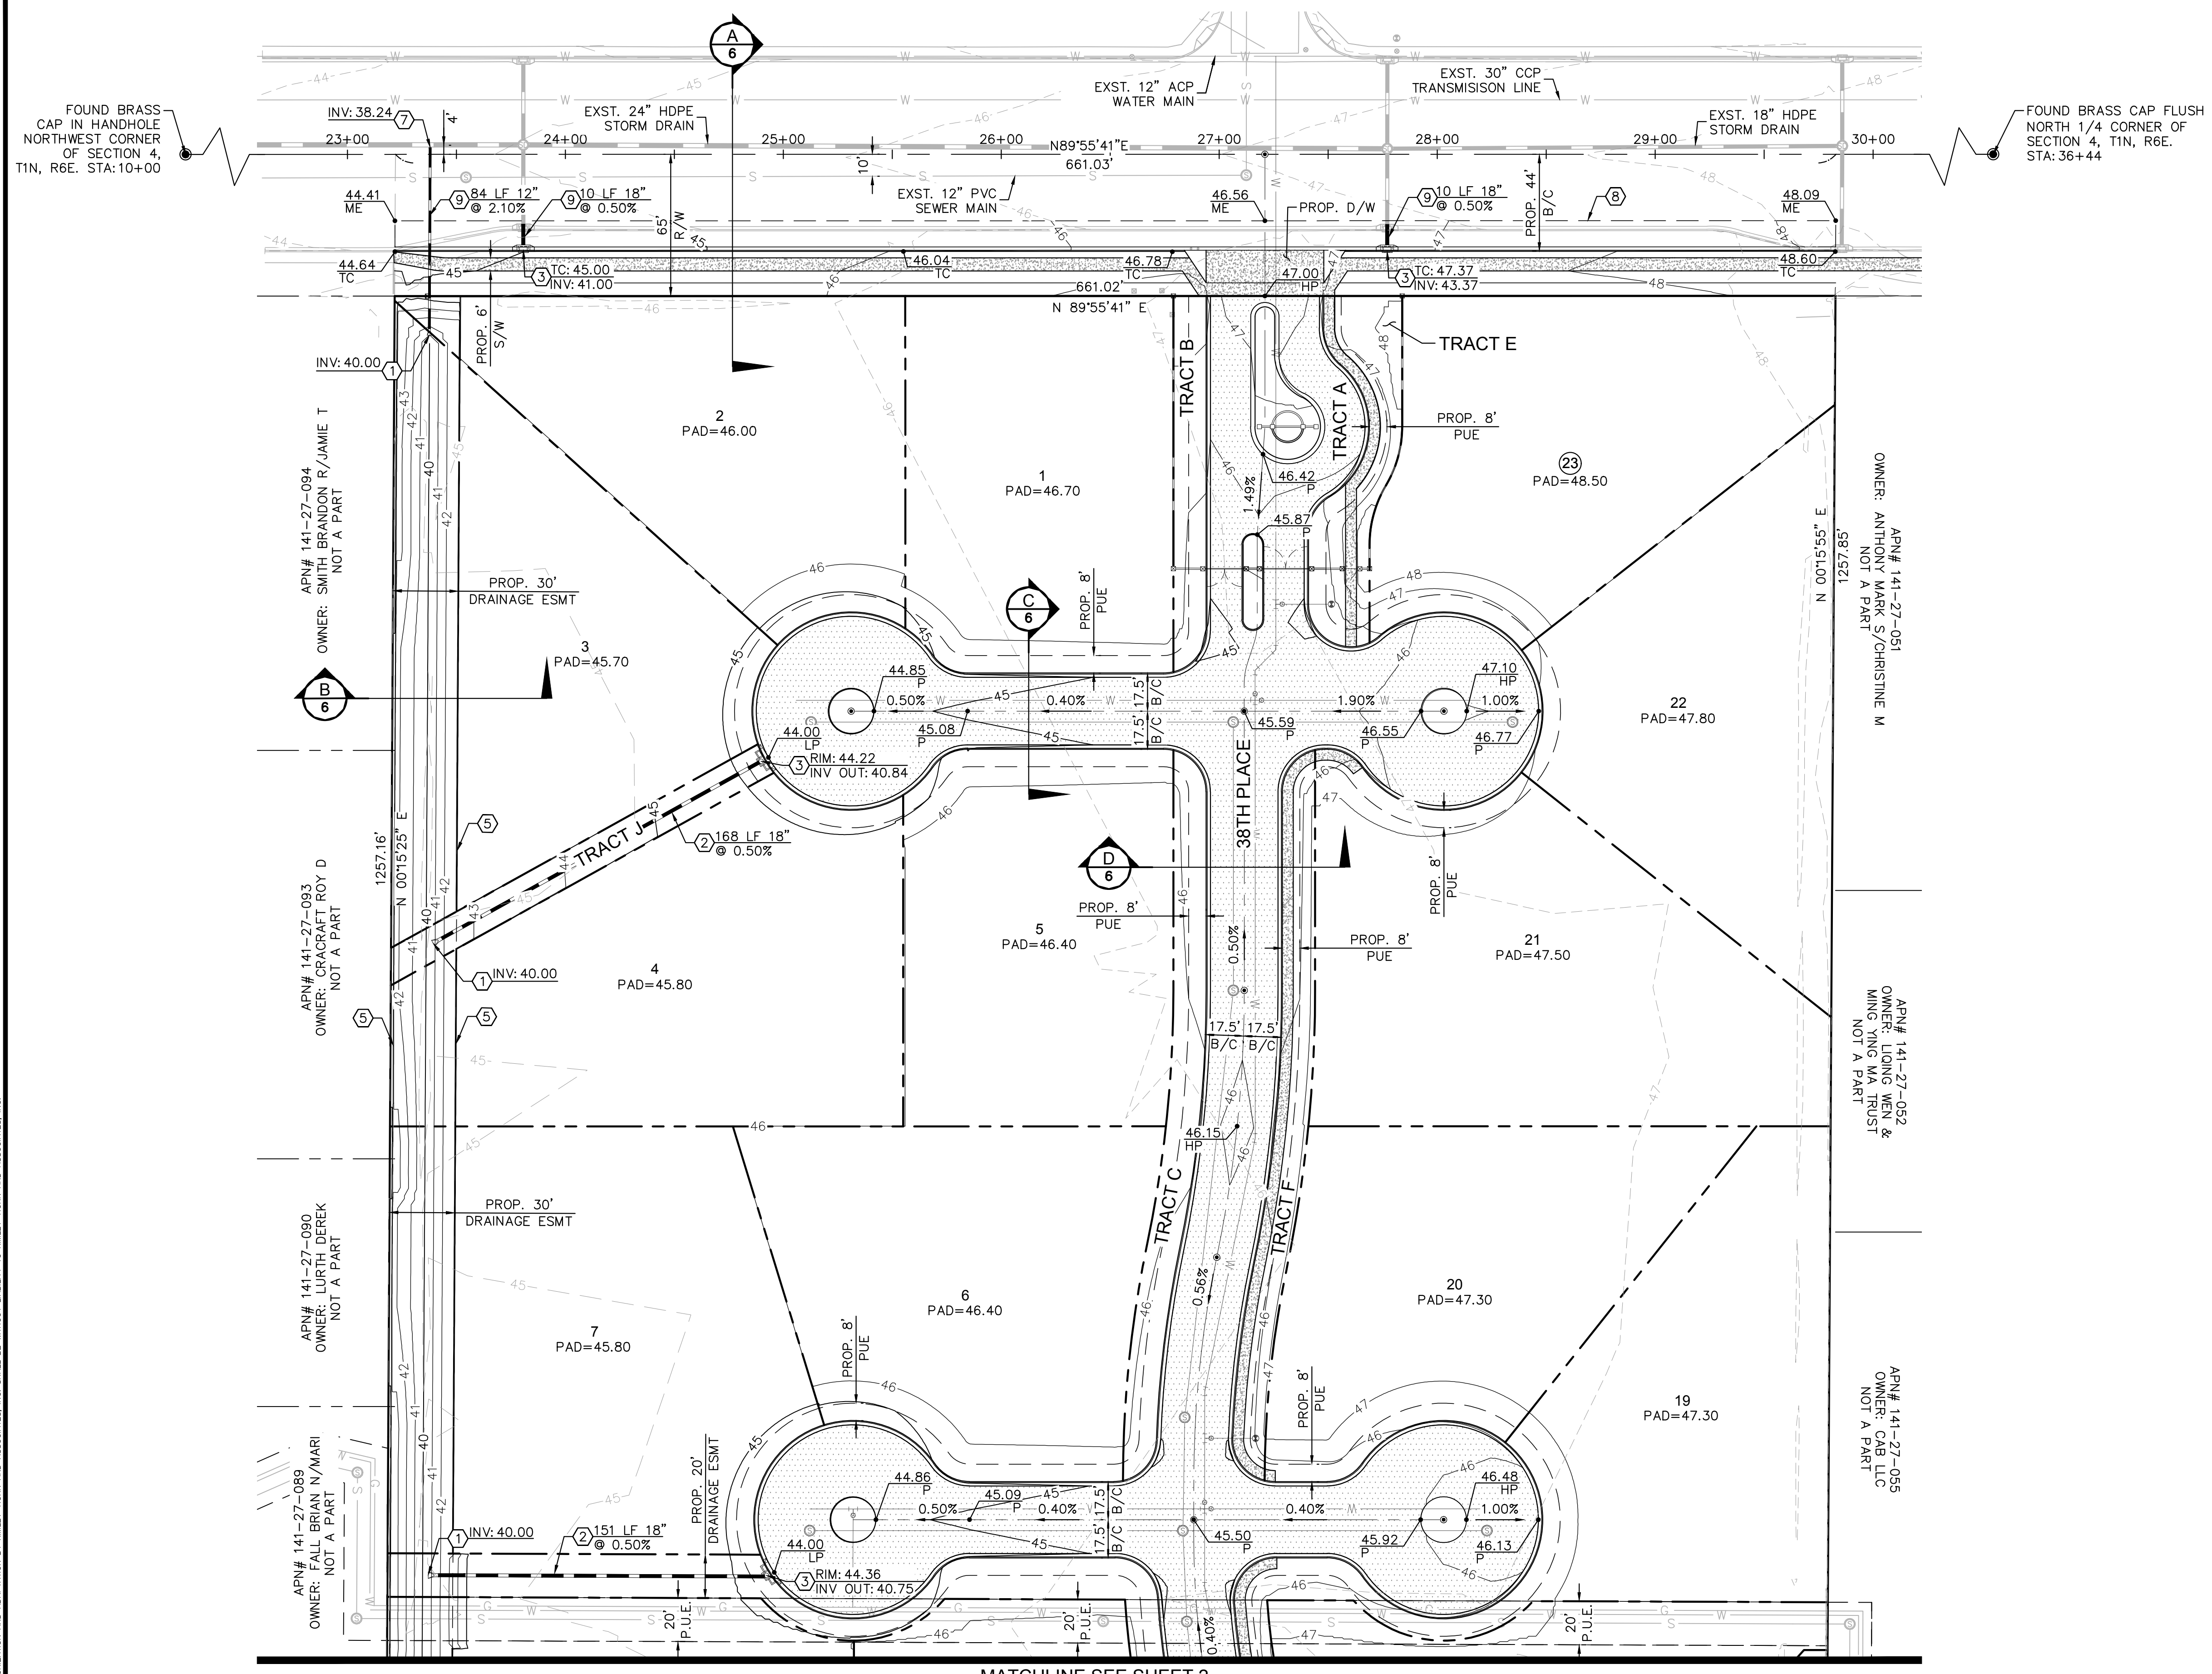 A
6
FOUND BRASS
CAP IN HANDHOLE
NORTHWEST CORNER
OF SECTION 4,
T1N, R6E. STA:10+00
FOUND BRASS CAP FLUSH
NORTH 1/4 CORNER OF
SECTION 4, T1N, R6E.
STA:36+44
EXST. 12" ACP
WATER MAIN
EXST. 30" CCP
TRANSMISISON LINE
EXST. 24" HDPE
STORM DRAIN
EXST. 18" HDPE
STORM DRAIN
INV: 38.24
7
4'
23+00
24+00
25+00
26+00
27+00
28+00
29+00
30+00
N89°55'41"E
661.03'
10'
EXST. 12" PVC
SEWER MAIN
44.41
ME
9
84 LF 12"
@ 2.10%
9
10 LF 18"
@ 0.50%
65'
R/W
46.56
ME
PROP. D/W
9
10 LF 18"
@ 0.50%
PROP. 44'
B/C
8
48.09
ME
44.64
TC
3
TC: 45.00
INV: 41.00
46.04
TC
46.78
TC
47.00
HP
3
TC: 47.37
INV: 43.37
48.60
TC
661.02'
N 89°55'41" E
PROP. 6'
S/W
INV: 40.00
1
TRACT B
TRACT A
TRACT E
PROP. 8'
PUE
2
PAD=46.00
1
PAD=46.70
23
PAD=48.50
46.42
P
1.49%
45.87
P
APN# 141-27-094
OWNER: SMITH BRANDON R/JAMIE T
NOT A PART
APN# 141-27-051
OWNER: ANTHONY MARK S/CHRISTINE M
NOT A PART
N 00°15'55" E
1257.85'
PROP. 30'
DRAINAGE ESMT
C
6
PROP. 8'
PUE
3
PAD=45.70
B
6
44.85
P
0.50%
0.40%
45.08
P
17.5'
B/C
17.5'
B/C
45.59
P
1.90%
46.55
P
47.10
HP
1.00%
46.77
P
22
PAD=47.80
44.00
LP
3
RIM: 44.22
INV OUT: 40.84
38TH PLACE
TRACT J
2
168 LF 18"
@ 0.50%
5
D
6
PROP. 8'
PUE
1257.16'
N 00°15'25" E
APN# 141-27-093
OWNER: CRACRAFT ROY D
NOT A PART
PROP. 8'
PUE
0.50%
PROP. 8'
PUE
5
PAD=46.40
21
PAD=47.50
4
PAD=45.80
1
INV: 40.00
5
5
17.5'
B/C
17.5'
B/C
APN# 141-27-052
OWNER: LIQING WEN &
MING YING MA TRUST
NOT A PART
46.15
HP
TRACT C
TRACT F
0.56%
PROP. 30'
DRAINAGE ESMT
APN# 141-27-090
OWNER: LURTH DEREK
NOT A PART
7
PAD=45.80
6
PAD=46.40
20
PAD=47.30
19
PAD=47.30
PROP. 8'
PUE
PROP. 8'
PUE
APN# 141-27-055
OWNER: CAB LLC
NOT A PART
APN# 141-27-089
OWNER: FALL BRIAN N/MARI
NOT A PART
PROP. 20'
DRAINAGE ESMT
44.86
P
0.50%
45.09
P
0.40%
17.5'
B/C
17.5'
B/C
45.50
P
0.40%
45.92
P
46.48
HP
1.00%
46.13
P
1
INV: 40.00
2
151 LF 18"
@ 0.50%
44.00
LP
3
RIM: 44.36
INV OUT: 40.75
20'
P.U.E.
20'
P.U.E.
0.40%
20'
P.U.E.